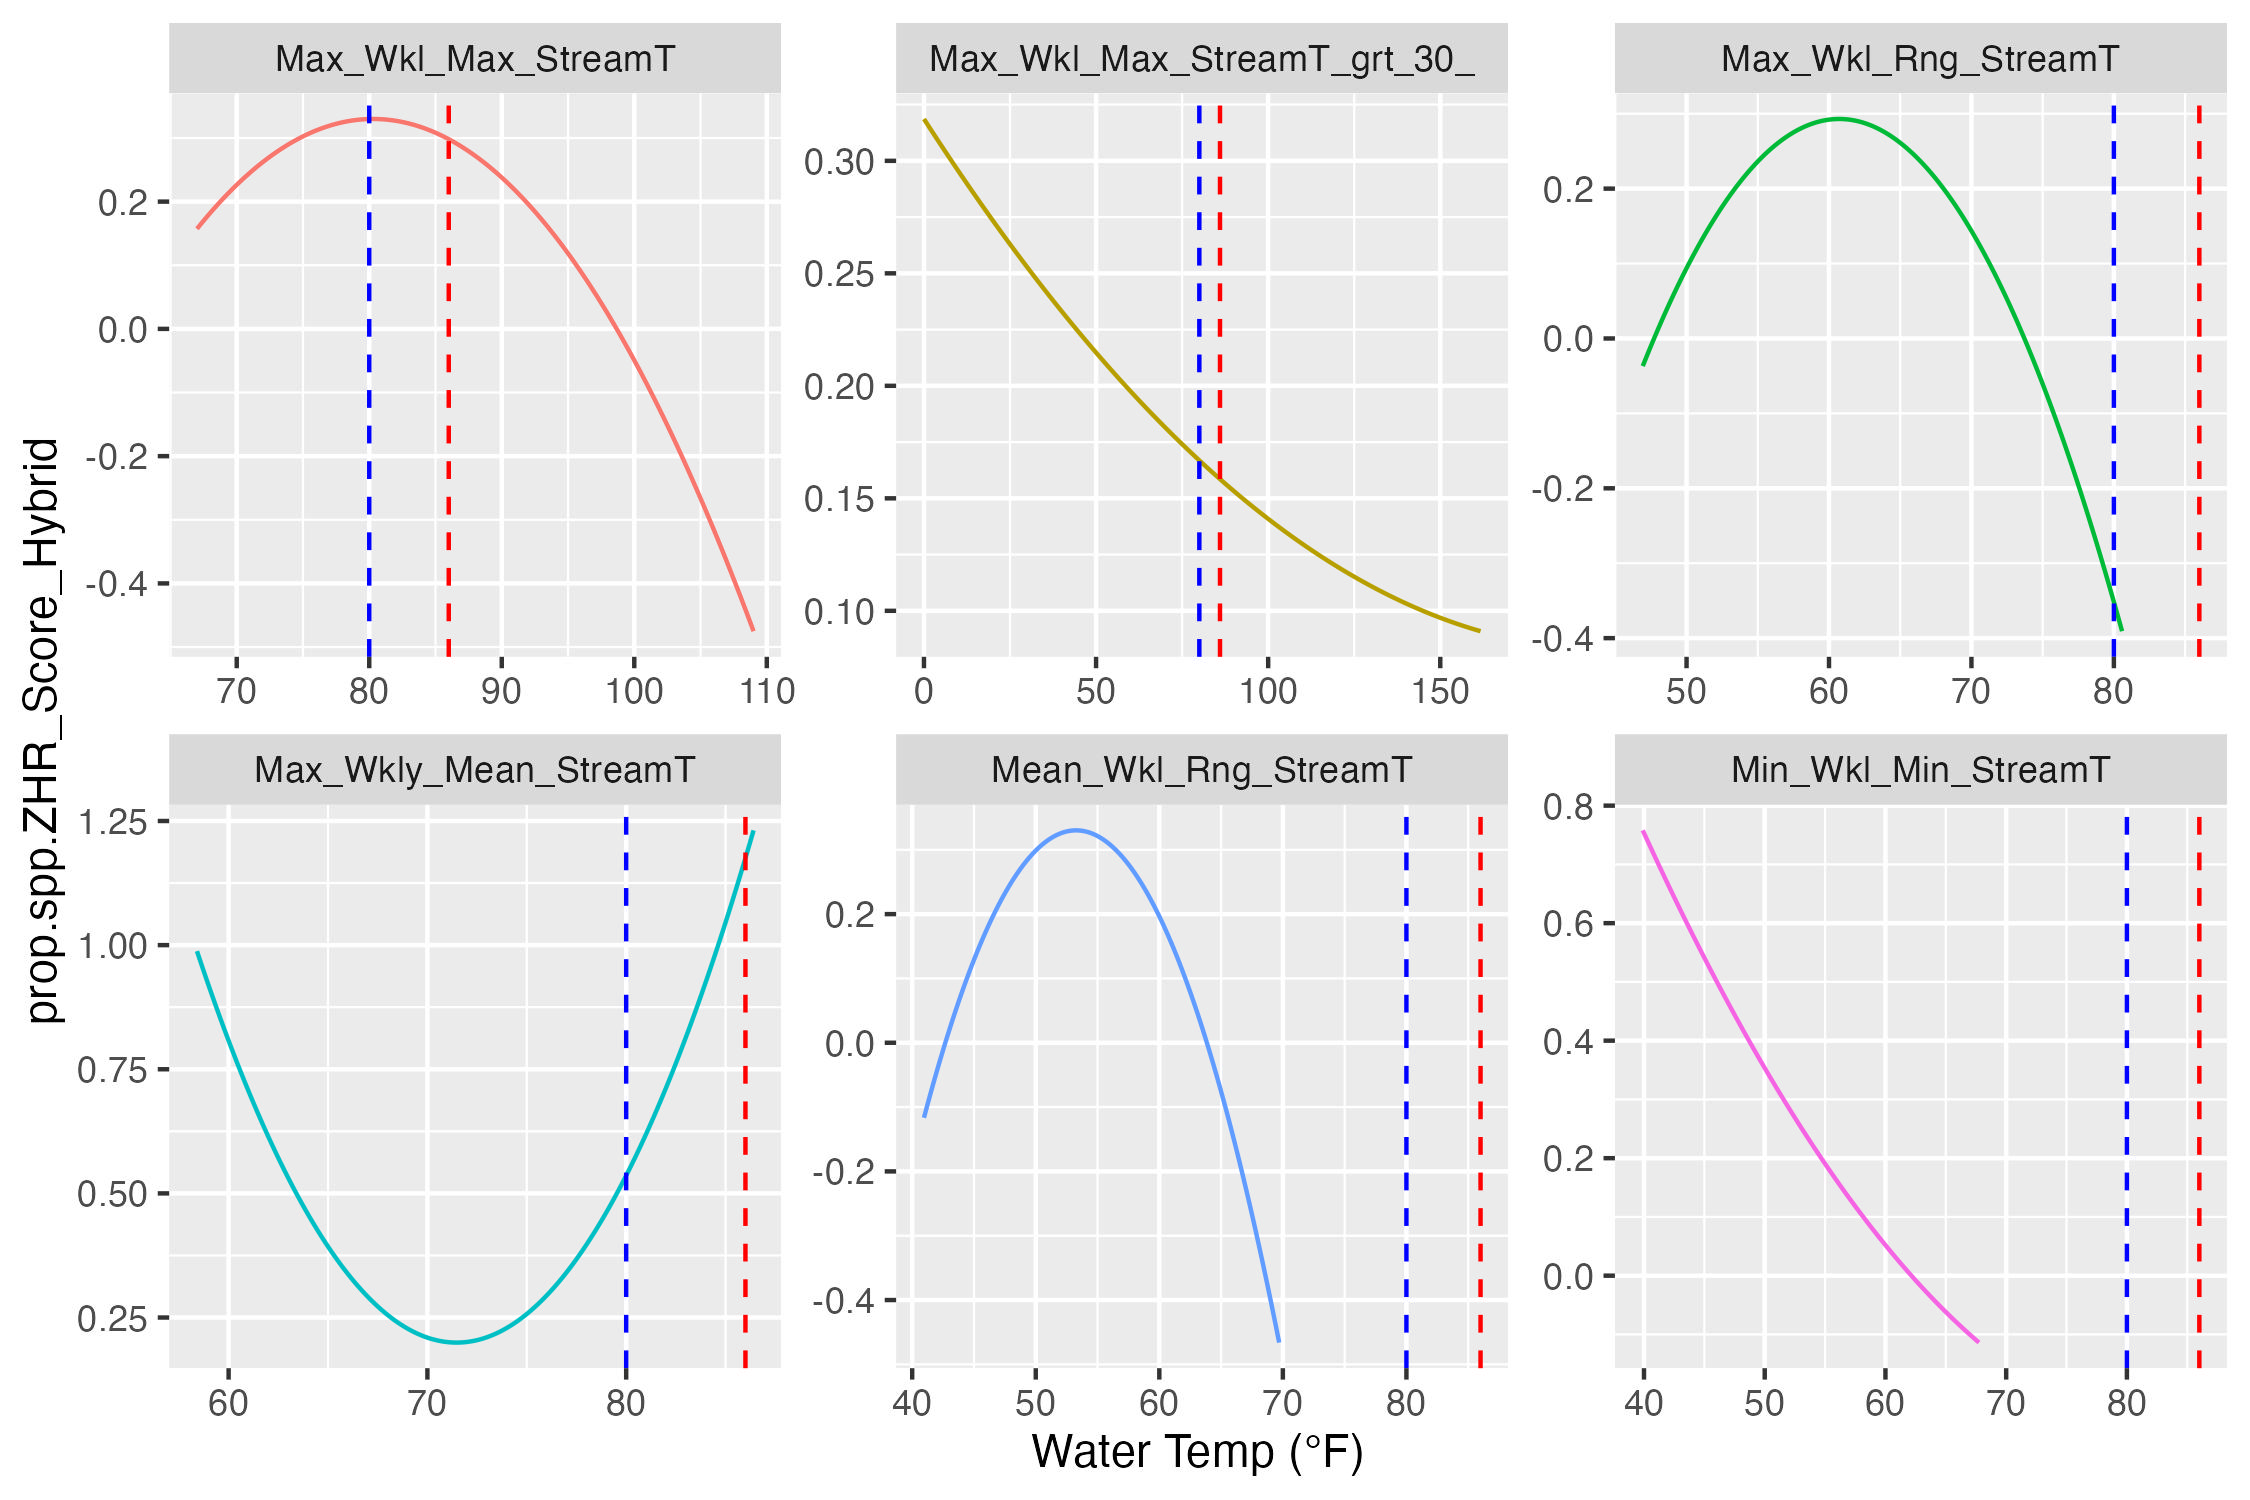 Max_Wkl_Max_StreamT
Max_Wkl_Max_StreamT_grt_30_
Max_Wkl_Rng_StreamT
0.2
0.0
-0.2
-0.4
70 80 90 100 110
0.30
0.25
0.20
0.15
0.10
0 50 100 150
0.2
0.0
-0.2
-0.4
50 60 70 80
Max_Wkly_Mean_StreamT
Mean_Wkl_Rng_StreamT
Min_Wkl_Min_StreamT
1.25
1.00
0.75
0.50
0.25
60 70 80
0.2
0.0
-0.2
-0.4
40 50 60 70 80
0.8
0.6
0.4
0.2
0.0
40 50 60 70 80
prop.spp.ZHR_Score_Hybrid
Water Temp (°F)